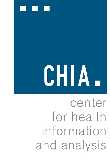 CHIA.
center
for health
information
and analysis